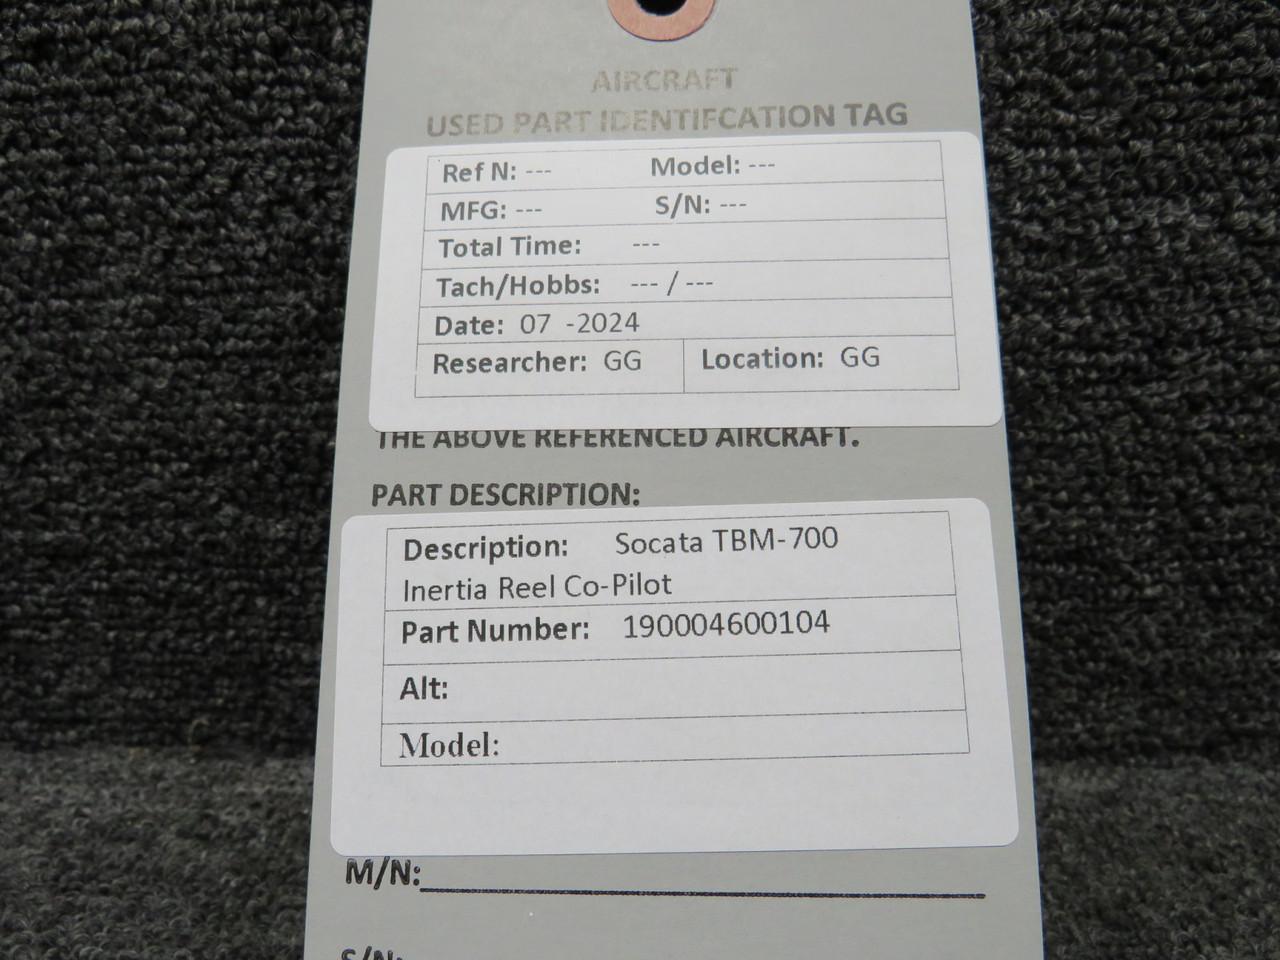 AIRCRAFT
USED PART IDENTIFCATION TAG
Ref N: --- Model: ---
MFG: --- S/N: ---
Total Time: ---
Tach/Hobbs: --- / ---
Date: 07 -2024
Researcher: GG Location: GG
THE ABOVE REFERENCED AIRCRAFT.
PART DESCRIPTION:
Description: Socata TBM-700
Inertia Reel Co-Pilot
Part Number: 190004600104
Alt:
Model:
M/N:
S/N: